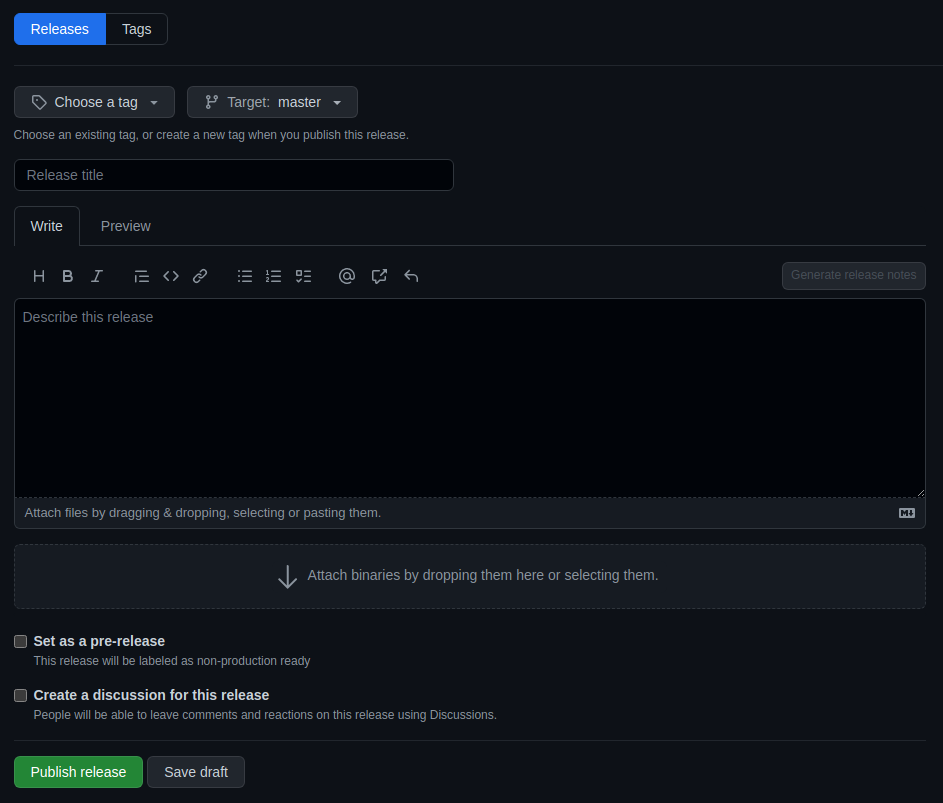 Releases Tags
Choose a tag Target: master
Choose an existing tag, or create a new tag when you publish this release.
Release title
Write Preview
Generate release notes
Describe this release
Attach files by dragging & dropping, selecting or pasting them.
Attach binaries by dropping them here or selecting them.
Set as a pre-release
This release will be labeled as non-production ready
Create a discussion for this release
People will be able to leave comments and reactions on this release using Discussions.
Publish release Save draft